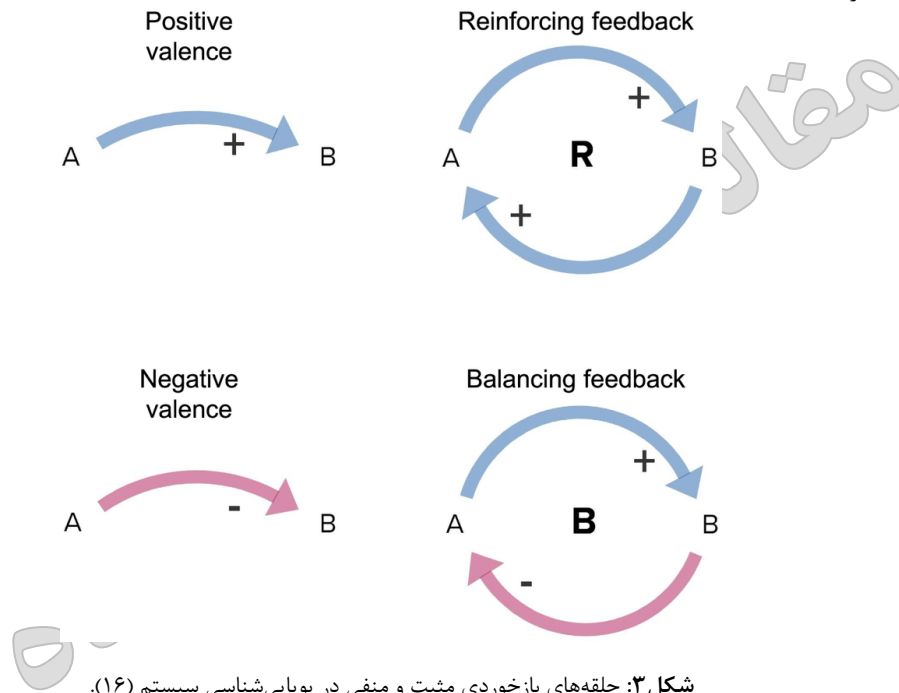 Positive
valence
Reinforcing feedback
A
+
B
A
+
R
B
+
Negative
valence
Balancing feedback
A
-
B
A
+
B
B
-
شکل۳: حلقه‌های بازخوردی مثبت و منفی در پویایی‌شناسی سیستم (۱۶).